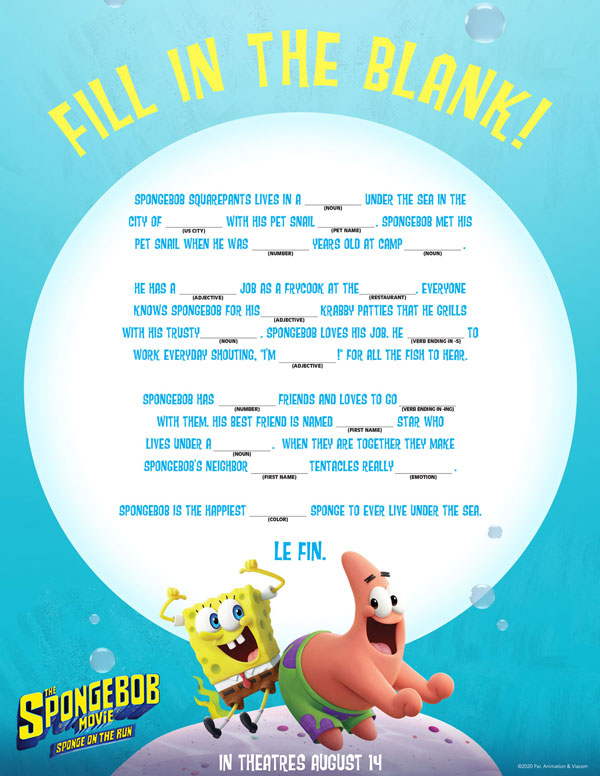 FILL IN THE BLANK!
SPONGEBOB SQUAREPANTS LIVES IN A ________ UNDER THE SEA IN THE
(NOUN)
CITY OF ________ WITH HIS PET SNAIL ________. SPONGEBOB MET HIS
(US CITY) (PET NAME)
PET SNAIL WHEN HE WAS ________ YEARS OLD AT CAMP ________.
(NUMBER) (NOUN)
HE HAS A ________ JOB AS A FRYCOOK AT THE________. EVERYONE
(ADJECTIVE) (RESTAURANT)
KNOWS SPONGEBOB FOR HIS________ KRABBY PATTIES THAT HE GRILLS
(ADJECTIVE)
WITH HIS TRUSTY________. SPONGEBOB LOVES HIS JOB. HE ________ TO
(NOUN) (VERB ENDING IN -S)
WORK EVERYDAY SHOUTING, "I'M ________!" FOR ALL THE FISH TO HEAR.
(ADJECTIVE)
SPONGEBOB HAS ________ FRIENDS AND LOVES TO GO ________
(NUMBER) (VERB ENDING IN -ING)
WITH THEM. HIS BEST FRIEND IS NAMED ________ STAR WHO
(FIRST NAME)
LIVES UNDER A ________. WHEN THEY ARE TOGETHER THEY MAKE
(NOUN)
SPONGEBOB'S NEIGHBOR ________ TENTACLES REALLY ________.
(FIRST NAME) (EMOTION)
SPONGEBOB IS THE HAPPIEST ________ SPONGE TO EVER LIVE UNDER THE SEA.
(COLOR)
LE FIN.
THE
SPONGEBOB
MOVIE
SPONGE ON THE RUN
IN THEATRES AUGUST 14
©2020 Par. Animation & Viacom